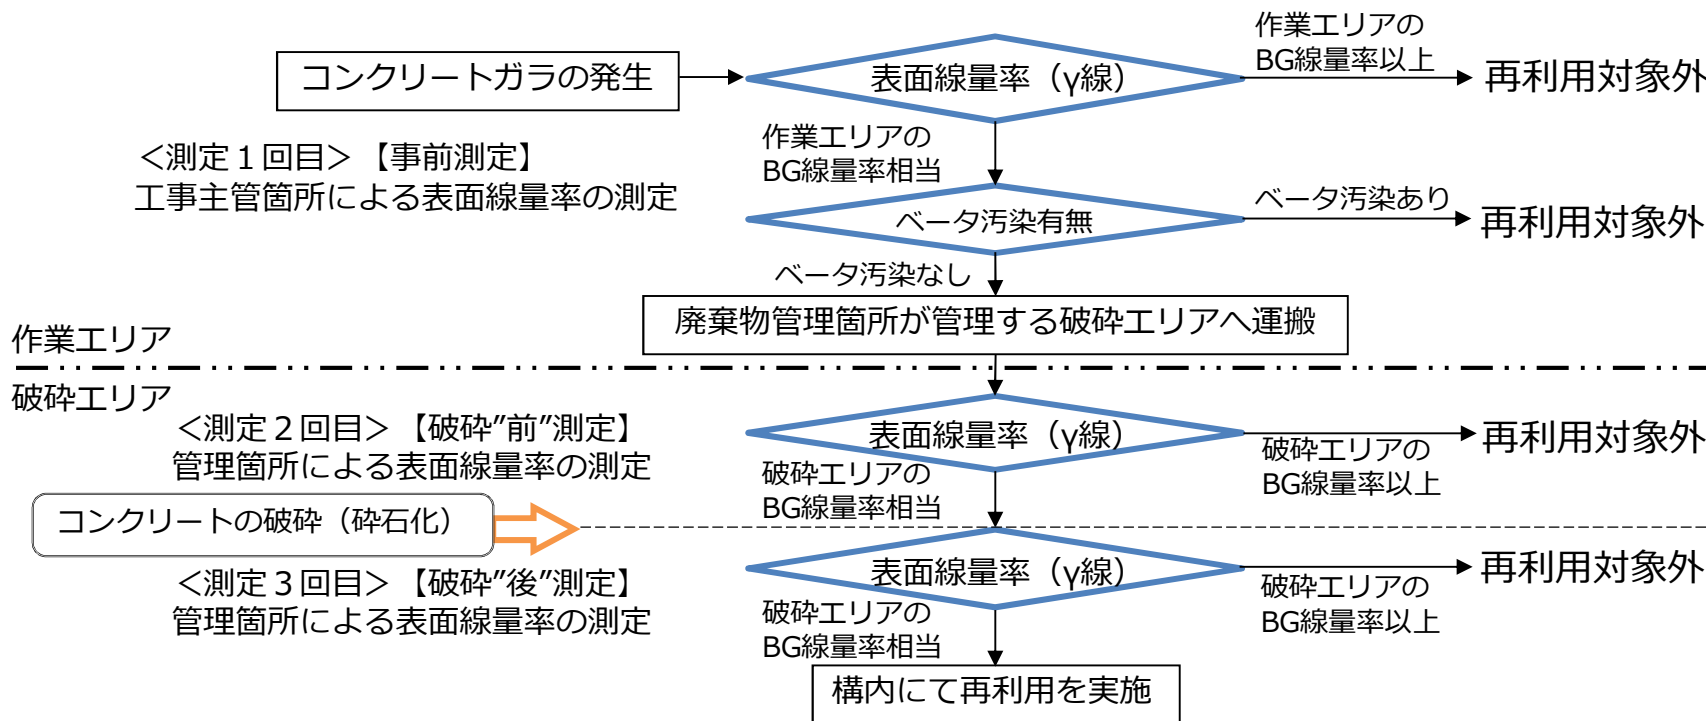 作業エリアの
BG線量率以上
コンクリートガラの発生
表面線量率（γ線）
再利用対象外
＜測定１回目＞【事前測定】
工事主管箇所による表面線量率の測定
作業エリアの
BG線量率相当
ベータ汚染有無
ベータ汚染あり
再利用対象外
ベータ汚染なし
廃棄物管理箇所が管理する破砕エリアへ運搬
作業エリア
破砕エリア
＜測定２回目＞【破砕”前”測定】
管理箇所による表面線量率の測定
表面線量率（γ線）
再利用対象外
破砕エリアの
BG線量率以上
破砕エリアの
BG線量率相当
コンクリートの破砕（砕石化）
＜測定３回目＞【破砕”後”測定】
管理箇所による表面線量率の測定
表面線量率（γ線）
再利用対象外
破砕エリアの
BG線量率以上
破砕エリアの
BG線量率相当
構内にて再利用を実施